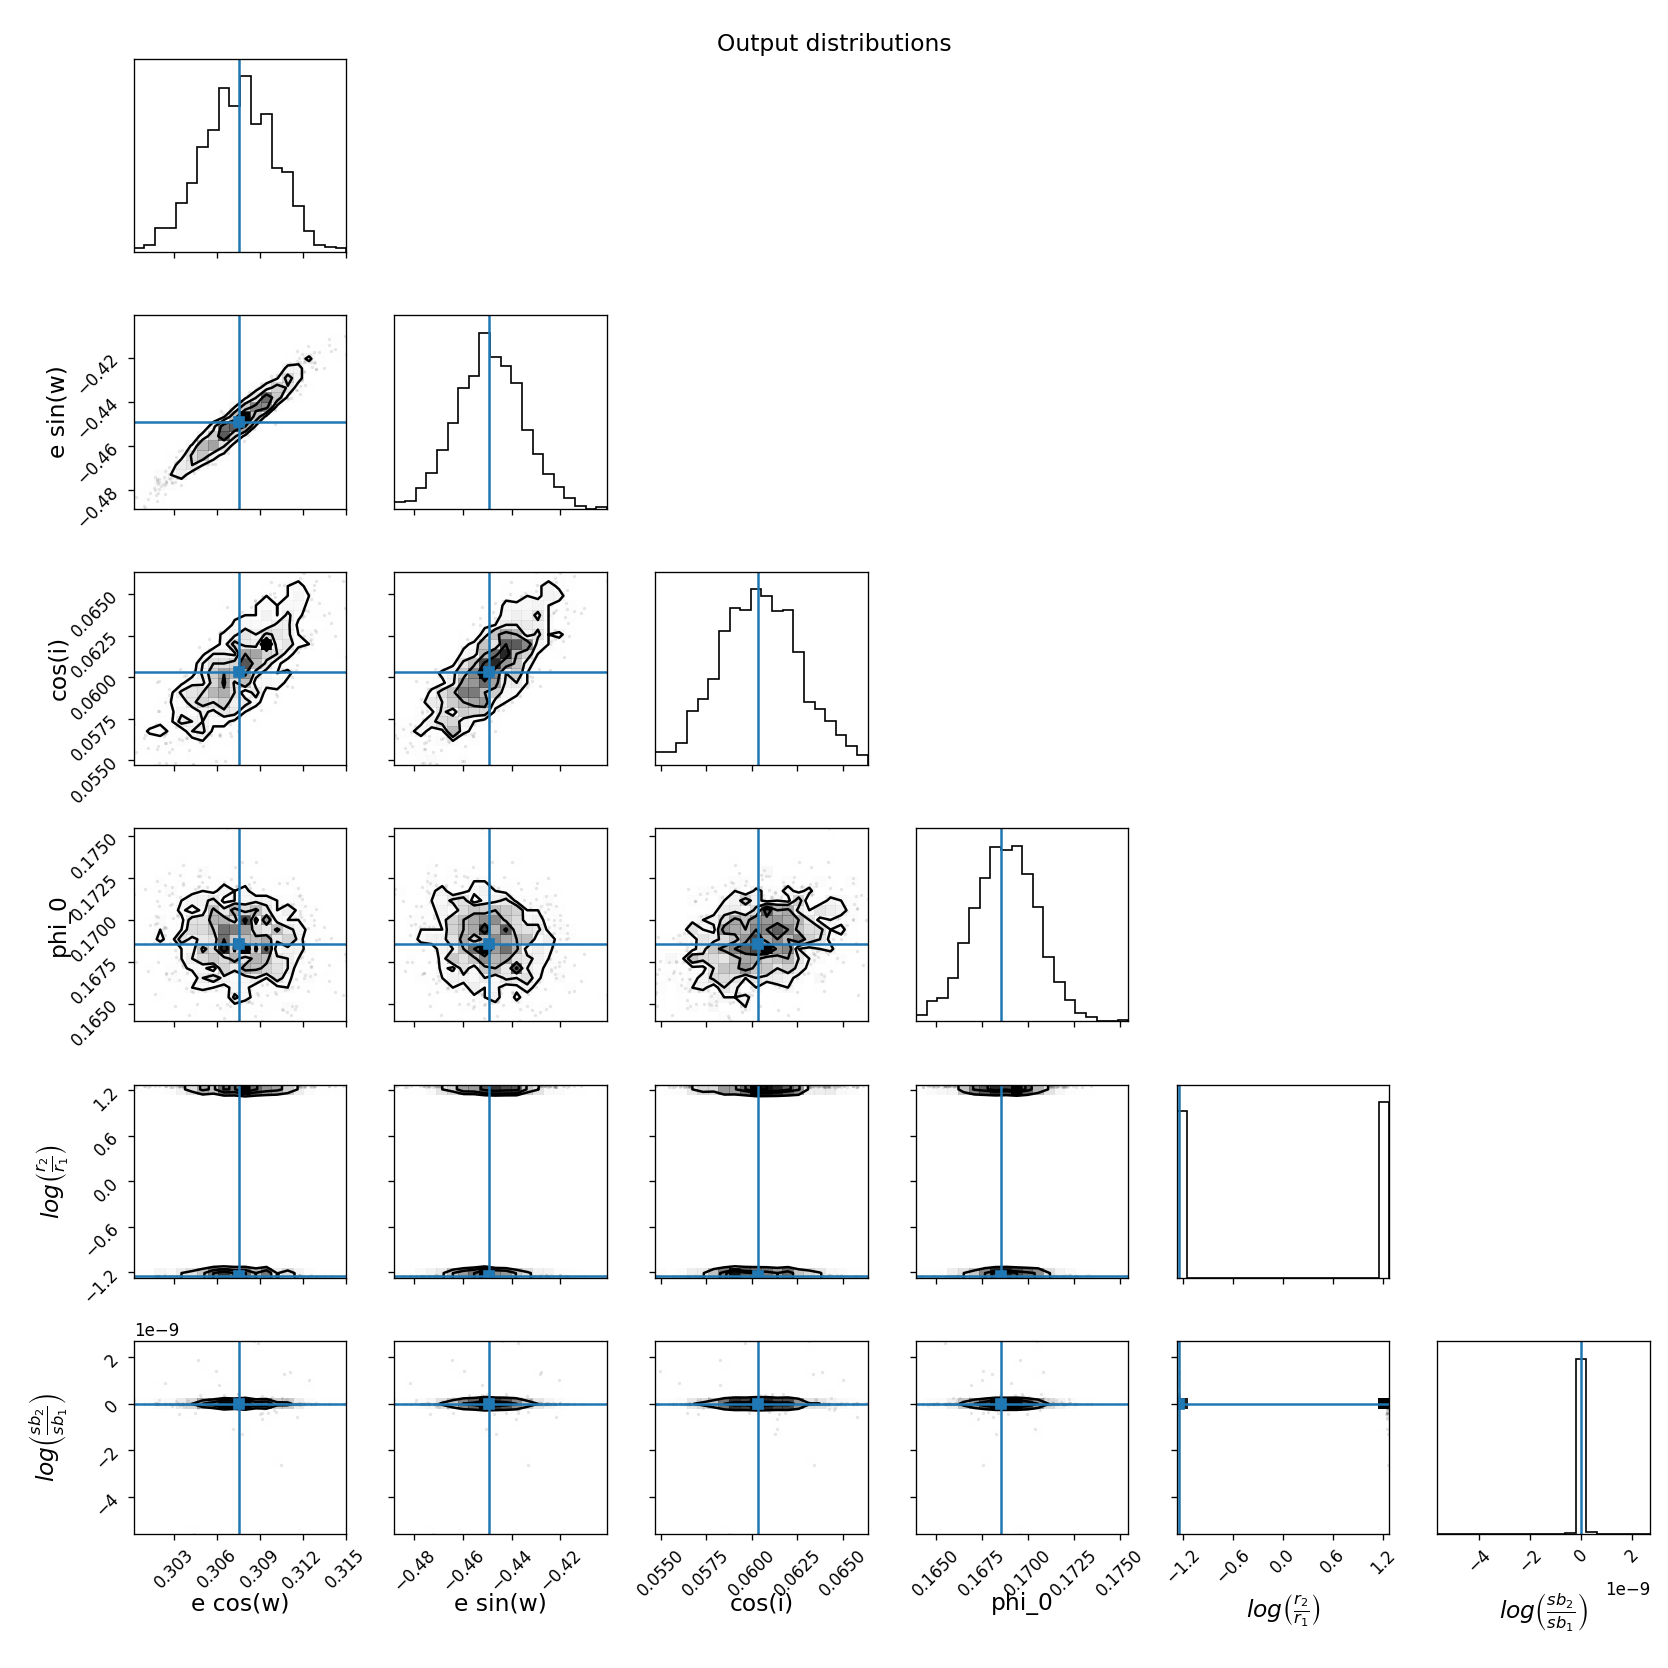 Output distributions
e sin(w)
−0.42
−0.44
−0.46
−0.48
cos(i)
0.0650
0.0625
0.0600
0.0575
0.0550
phi_0
0.1750
0.1725
0.1700
0.1675
0.1650
log(r2/r1)
1.2
0.6
0.0
−0.6
−1.2
1e−9
log(sb2/sb1)
2
0
−2
−4
0.303 0.306 0.309 0.312 0.315
−0.48 −0.46 −0.44 −0.42
0.0550 0.0575 0.0600 0.0625 0.0650
0.1650 0.1675 0.1700 0.1725 0.1750
−1.2 −0.6 0.0 0.6 1.2
−4 −2 0 2
1e−9
e cos(w)
e sin(w)
cos(i)
phi_0
log(r2/r1)
log(sb2/sb1)